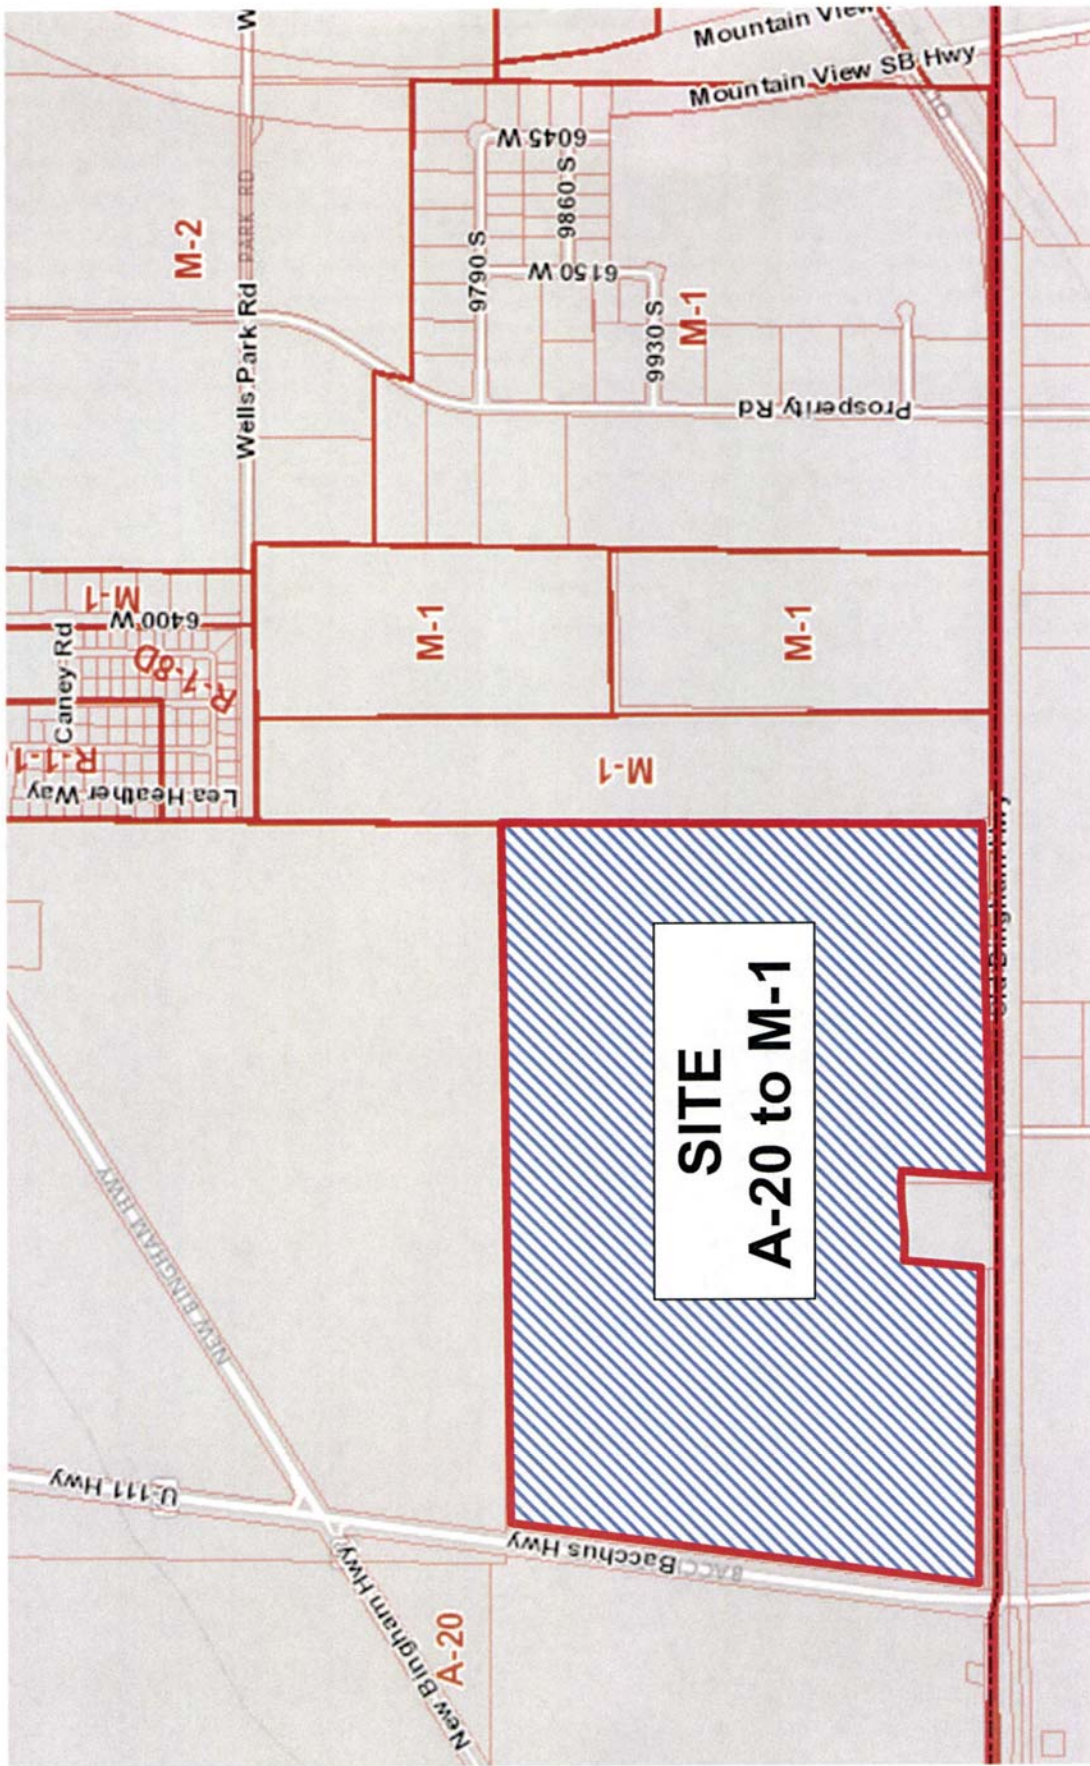 SITE
A-20 to M-1
New Bingham Hwy
A-20
U-111 Hwy
Bacchus Hwy
NEW BINGHAM HWY
Lea Heather Way
Caney Rd
R-1-8D
6400 W
M-1
M-1
M-1
M-1
Wells Park Rd
PARK RD
M-2
9790 S
6045 W
9860 S
6150 W
9930 S
M-1
Prosperity Rd
Mountain View
Mountain View SB Hwy